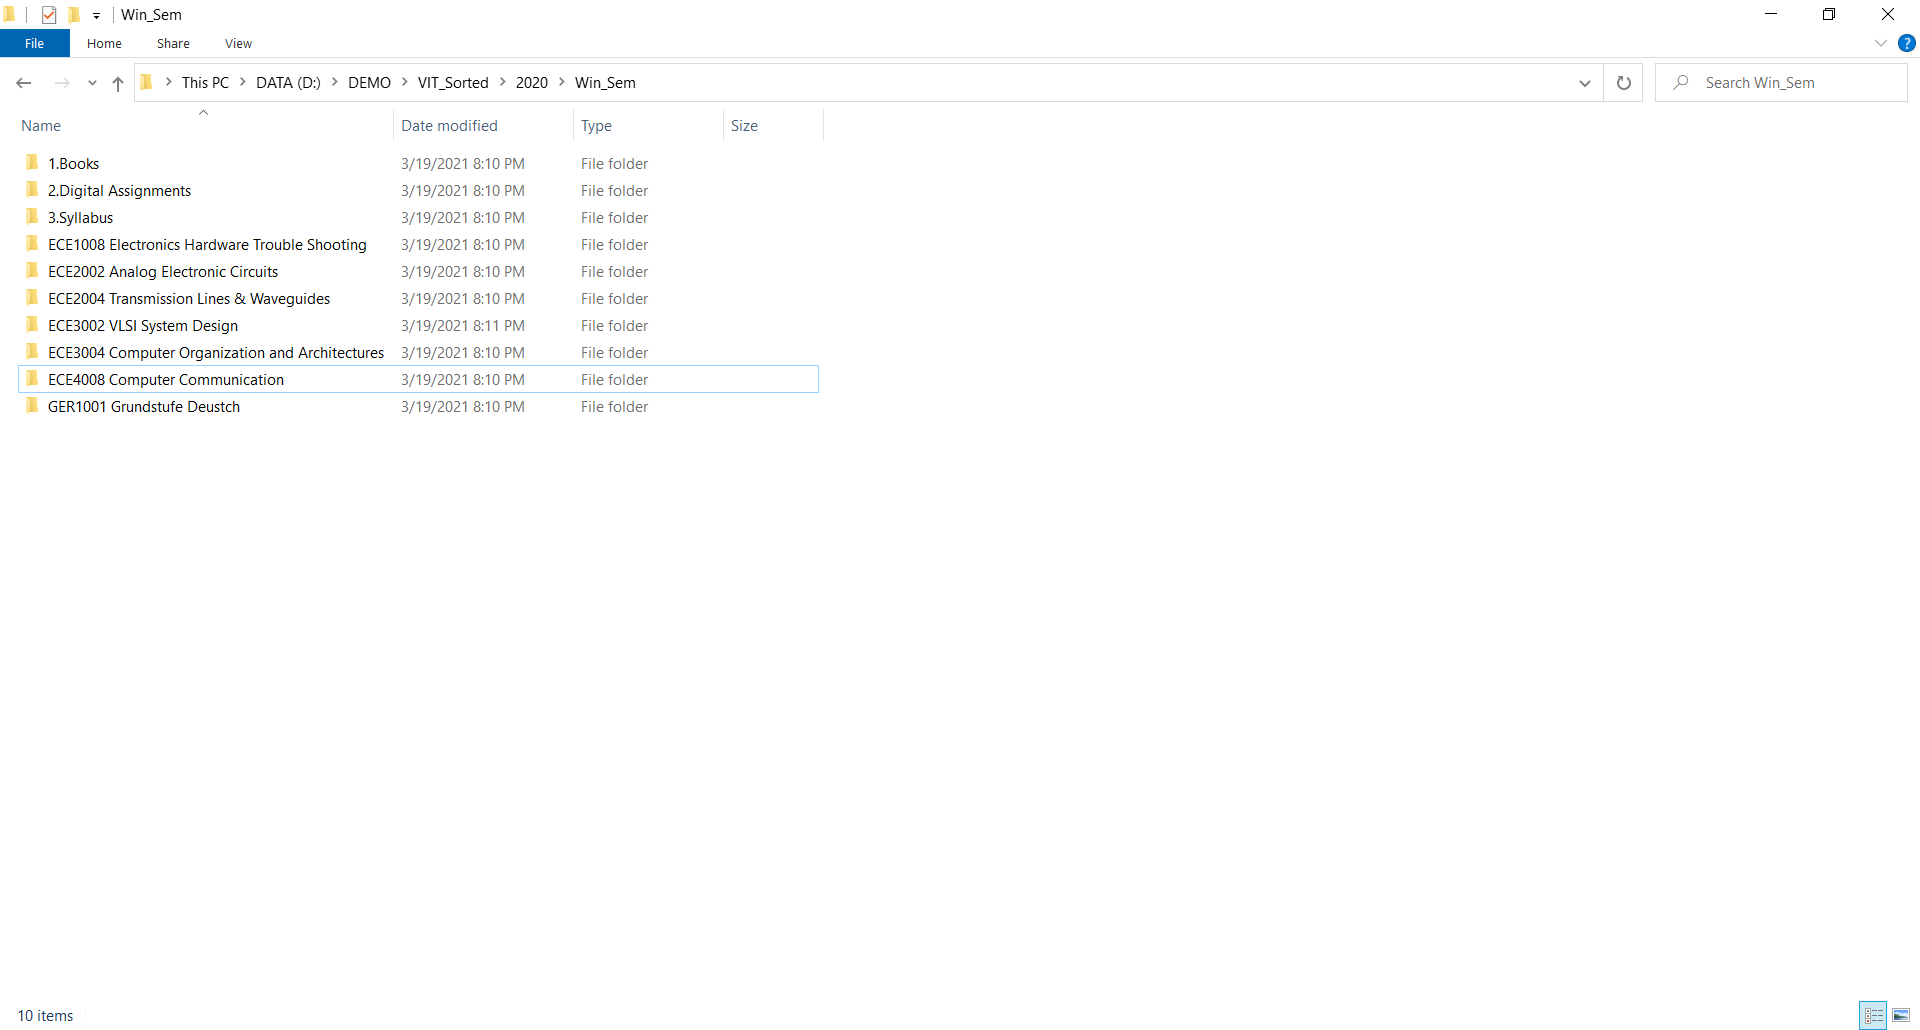 Win_Sem
File Home Share View
?
This PC > DATA (D:) > DEMO > VIT_Sorted > 2020 > Win_Sem
Search Win_Sem
Name Date modified Type Size
1.Books 3/19/2021 8:10 PM File folder
2.Digital Assignments 3/19/2021 8:10 PM File folder
3.Syllabus 3/19/2021 8:10 PM File folder
ECE1008 Electronics Hardware Trouble Shooting 3/19/2021 8:10 PM File folder
ECE2002 Analog Electronic Circuits 3/19/2021 8:10 PM File folder
ECE2004 Transmission Lines & Waveguides 3/19/2021 8:10 PM File folder
ECE3002 VLSI System Design 3/19/2021 8:11 PM File folder
ECE3004 Computer Organization and Architectures 3/19/2021 8:10 PM File folder
ECE4008 Computer Communication 3/19/2021 8:10 PM File folder
GER1001 Grundstufe Deustch 3/19/2021 8:10 PM File folder
10 items